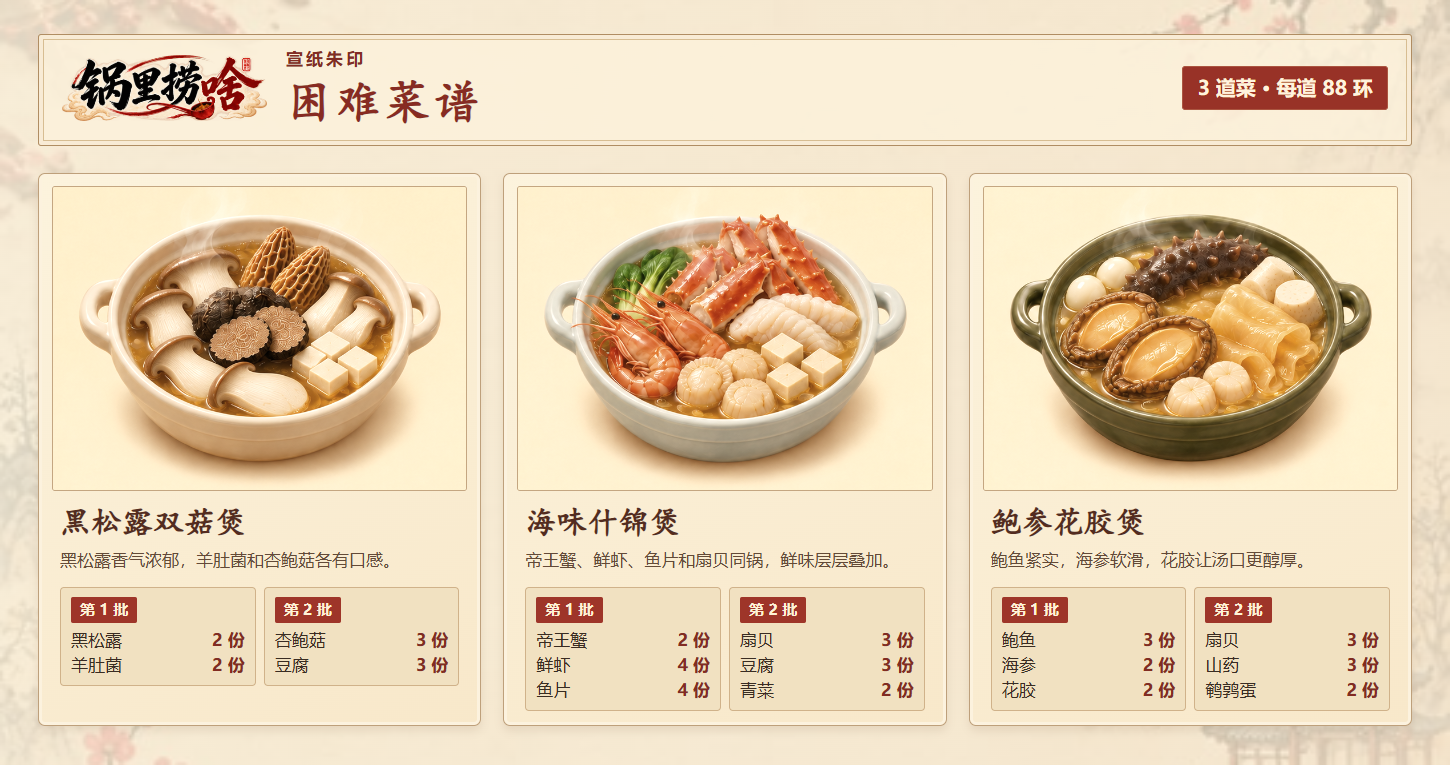 锅里捞啥
宣纸朱印
困难菜谱
3 道菜 • 每道 88 环
黑松露双菇煲
黑松露香气浓郁，羊肚菌和杏鲍菇各有口感。
第 1 批
黑松露 2 份
羊肚菌 2 份
第 2 批
杏鲍菇 3 份
豆腐 3 份
海味什锦煲
帝王蟹、鲜虾、鱼片和扇贝同锅，鲜味层层叠加。
第 1 批
帝王蟹 2 份
鲜虾 4 份
鱼片 4 份
第 2 批
扇贝 3 份
豆腐 3 份
青菜 2 份
鲍参花胶煲
鲍鱼紧实，海参软滑，花胶让汤口更醇厚。
第 1 批
鲍鱼 3 份
海参 2 份
花胶 2 份
第 2 批
扇贝 3 份
山药 3 份
鹌鹑蛋 2 份